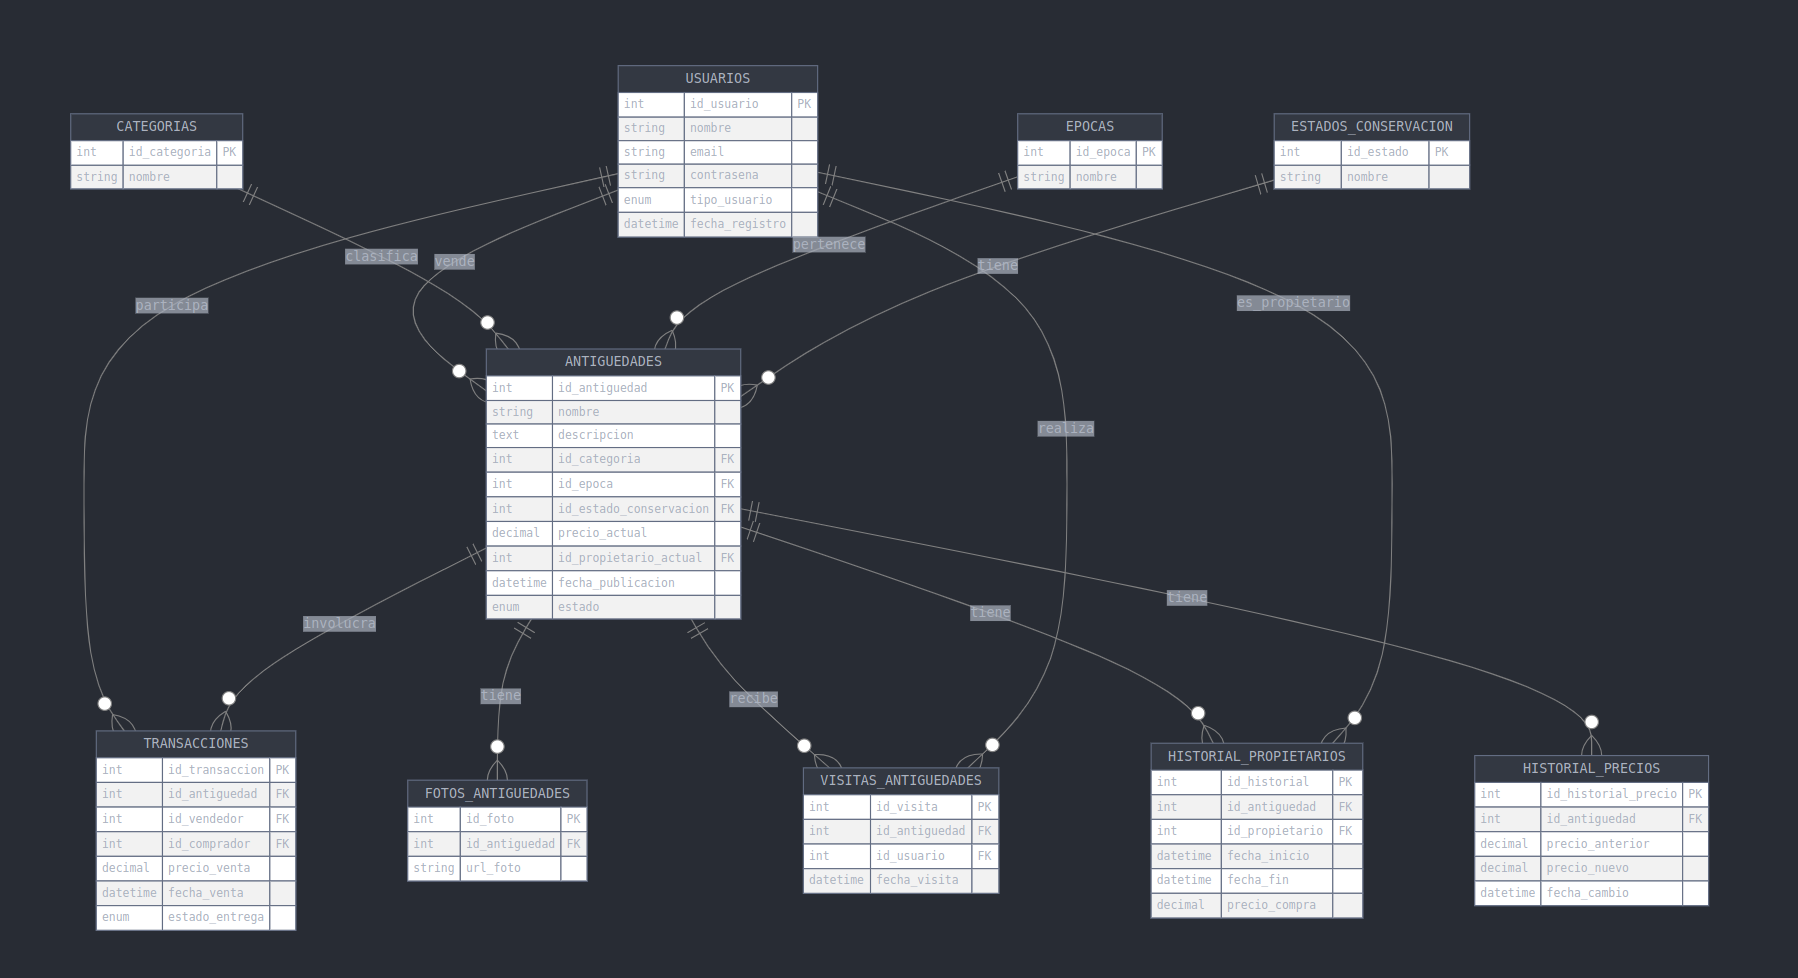 USUARIOS
int id_usuario PK
string nombre
string email
string contrasena
enum tipo_usuario
datetime fecha_registro
CATEGORIAS
int id_categoria PK
string nombre
EPOCAS
int id_epoca PK
string nombre
ESTADOS_CONSERVACION
int id_estado PK
string nombre
clasifica
vende
pertenece
tiene
participa
es_propietario
ANTIGUEDADES
int id_antiguedad PK
string nombre
text descripcion
int id_categoria FK
int id_epoca FK
int id_estado_conservacion FK
decimal precio_actual
int id_propietario_actual FK
datetime fecha_publicacion
enum estado
realiza
involucra
tiene
recibe
tiene
tiene
TRANSACCIONES
int id_transaccion PK
int id_antiguedad FK
int id_vendedor FK
int id_comprador FK
decimal precio_venta
datetime fecha_venta
enum estado_entrega
FOTOS_ANTIGUEDADES
int id_foto PK
int id_antiguedad FK
string url_foto
VISITAS_ANTIGUEDADES
int id_visita PK
int id_antiguedad FK
int id_usuario FK
datetime fecha_visita
HISTORIAL_PROPIETARIOS
int id_historial PK
int id_antiguedad FK
int id_propietario FK
datetime fecha_inicio
datetime fecha_fin
decimal precio_compra
HISTORIAL_PRECIOS
int id_historial_precio PK
int id_antiguedad FK
decimal precio_anterior
decimal precio_nuevo
datetime fecha_cambio